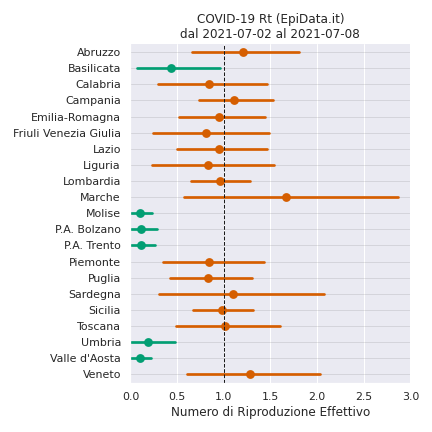 COVID-19 Rt (EpiData.it)
dal 2021-07-02 al 2021-07-08
Abruzzo
Basilicata
Calabria
Campania
Emilia-Romagna
Friuli Venezia Giulia
Lazio
Liguria
Lombardia
Marche
Molise
P.A. Bolzano
P.A. Trento
Piemonte
Puglia
Sardegna
Sicilia
Toscana
Umbria
Valle d'Aosta
Veneto
0.0 0.5 1.0 1.5 2.0 2.5 3.0
Numero di Riproduzione Effettivo